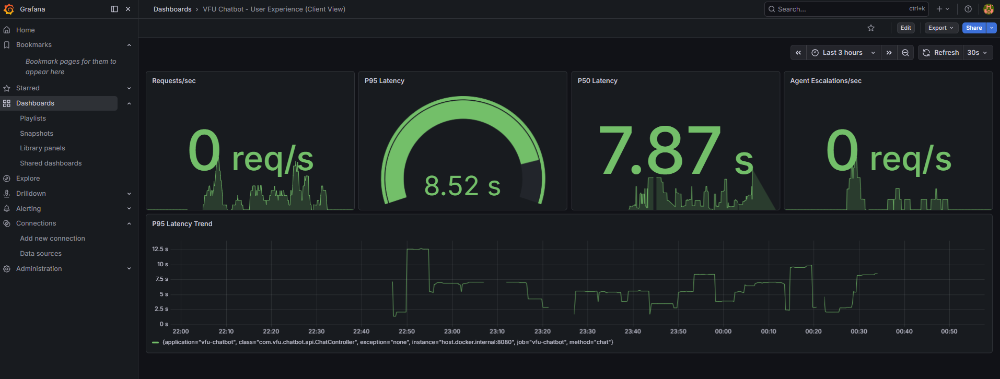 Grafana
Dashboards › VFU Chatbot - User Experience (Client View)
Search...
ctrl+k
Home
Bookmarks
Bookmark pages for them to
appear here
Starred
Dashboards
Playlists
Snapshots
Library panels
Shared dashboards
Explore
Drilldown
Alerting
Connections
Add new connection
Data sources
Administration
Edit
Export
Share
Last 3 hours
Refresh
30s
Requests/sec
0 req/s
P95 Latency
8.52 s
P50 Latency
7.87 s
Agent Escalations/sec
0 req/s
P95 Latency Trend
12.5 s
10 s
7.5 s
5 s
2.5 s
0 s
22:00 22:10 22:20 22:30 22:40 22:50 23:00 23:10 23:20 23:30 23:40 23:50 00:00 00:10 00:20 00:30 00:40 00:50
{application="vfu-chatbot", class="com.vfu.chatbot.api.ChatController", exception="none", instance="host.docker.internal:8080", job="vfu-chatbot", method="chat"}